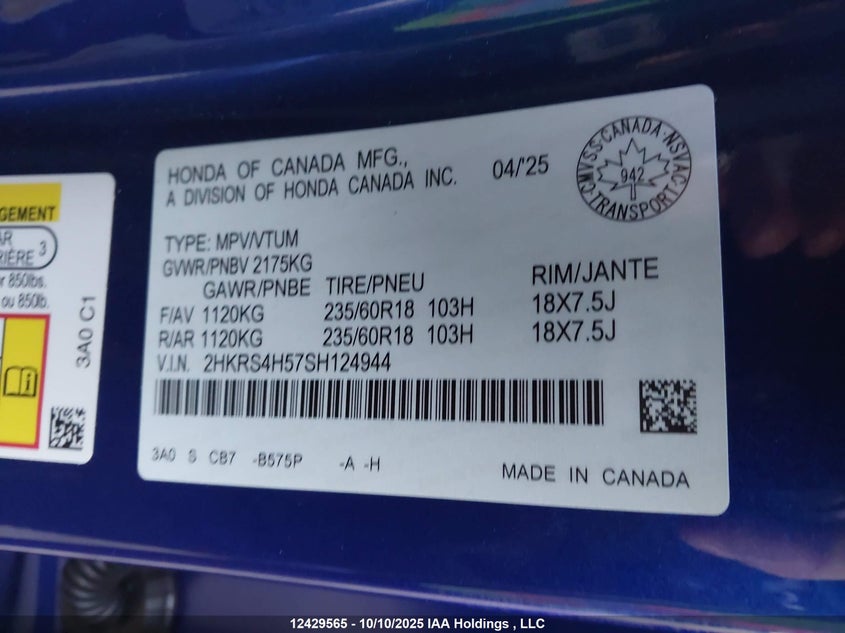 GEMENT
AR
RIÈRE 3
r 850lbs.
ou 850lb.
3A0 C1
HONDA OF CANADA MFG.,
A DIVISION OF HONDA CANADA INC.
04/'25
CMVSS·CANADA·NSVAC·TRANSPORT
942
TYPE: MPV/VTUM
GVWR/PNBV 2175KG
GAWR/PNBE TIRE/PNEU RIM/JANTE
F/AV 1120KG 235/60R18 103H 18X7.5J
R/AR 1120KG 235/60R18 103H 18X7.5J
V.I.N. 2HKRS4H57SH124944
3A0 S CB7 -B575P -A -H
MADE IN CANADA
12429565 - 10/10/2025 IAA Holdings , LLC